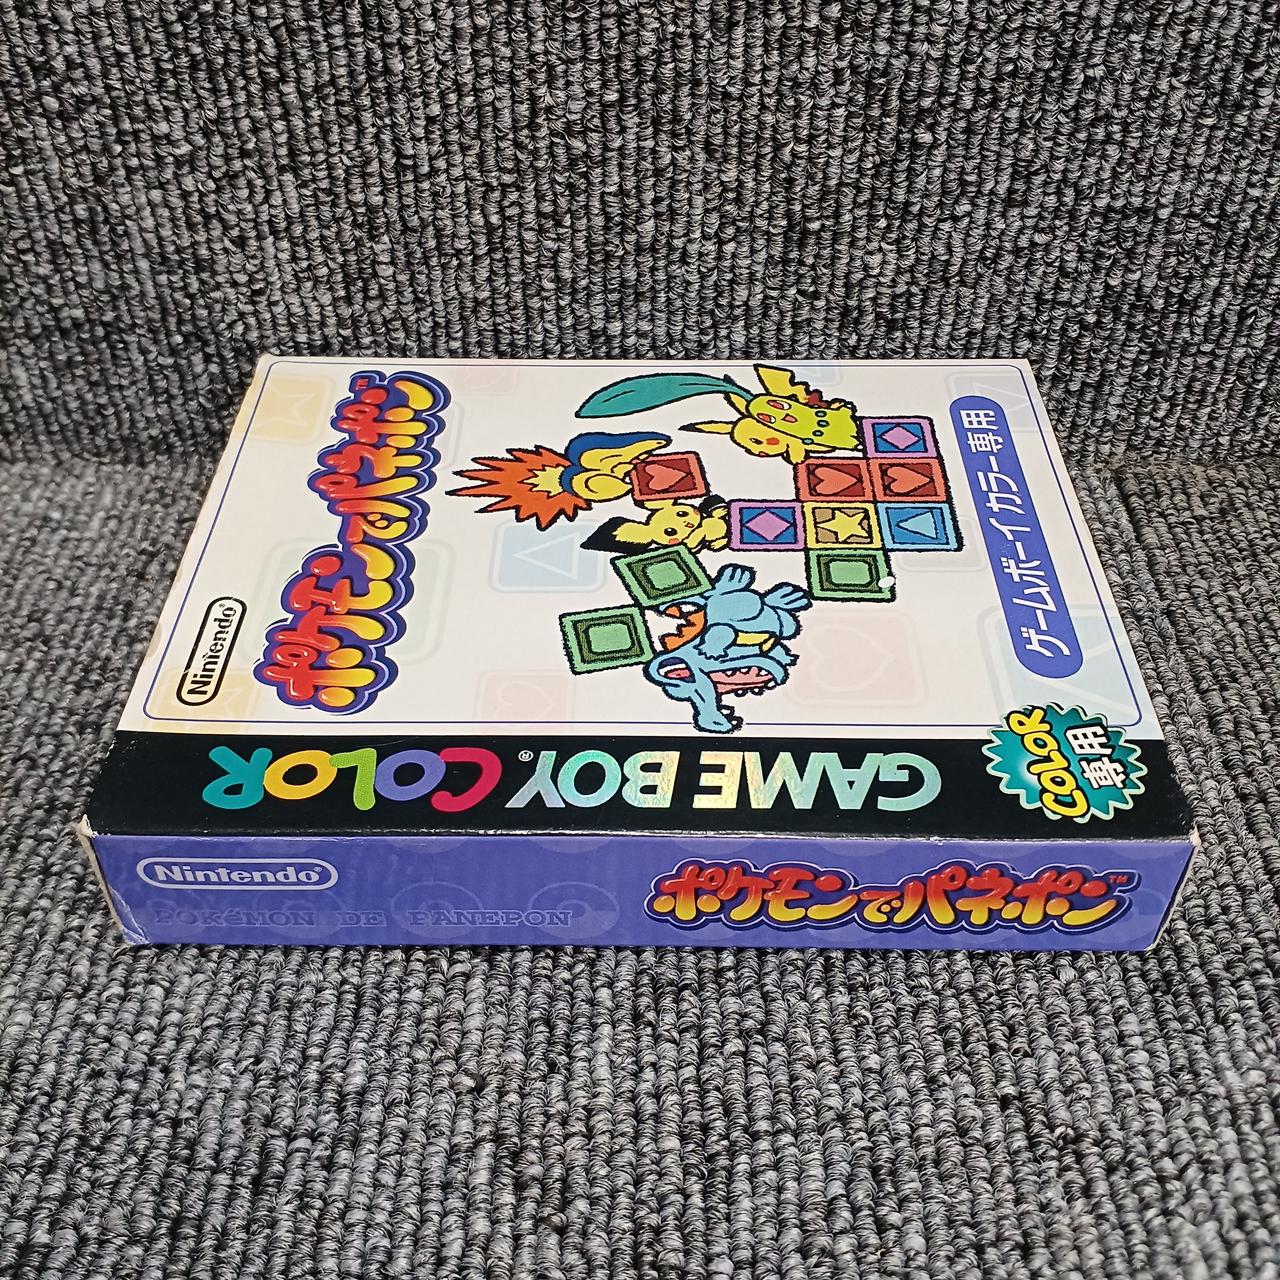 ポケモンでパネポン™
Nintendo®
ゲームボーイ カラー専用
GAME BOY COLOR®
COLOR
専用
Nintendo®
POKéMON DE PANEPON
ポケモンでパネポン™